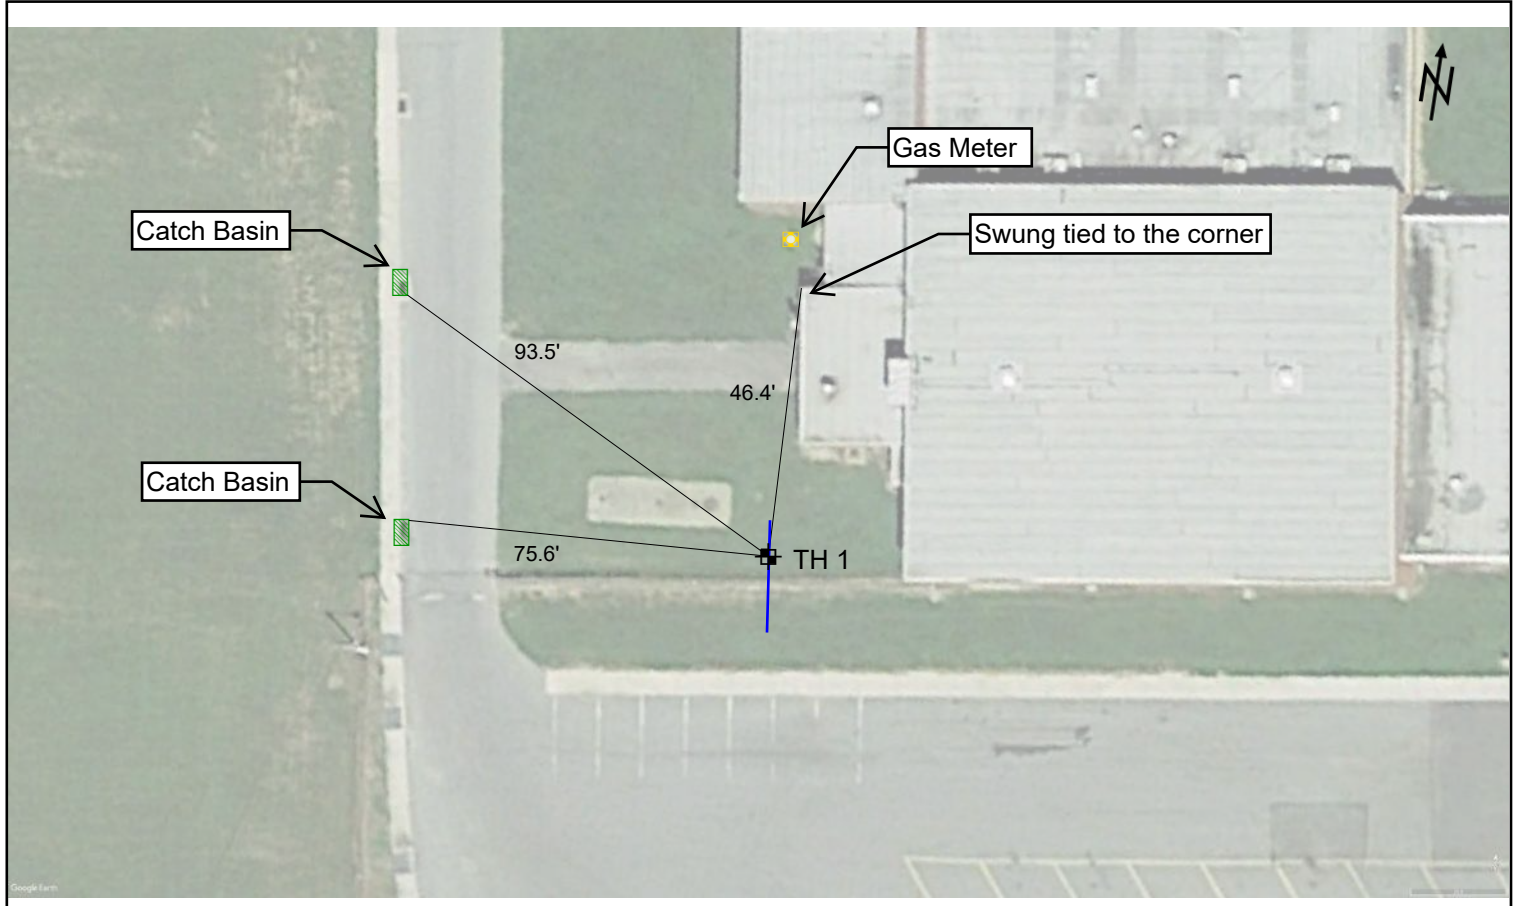 Gas Meter
Catch Basin
Swung tied to the corner
93.5'
46.4'
Catch Basin
75.6'
TH 1
Google Earth